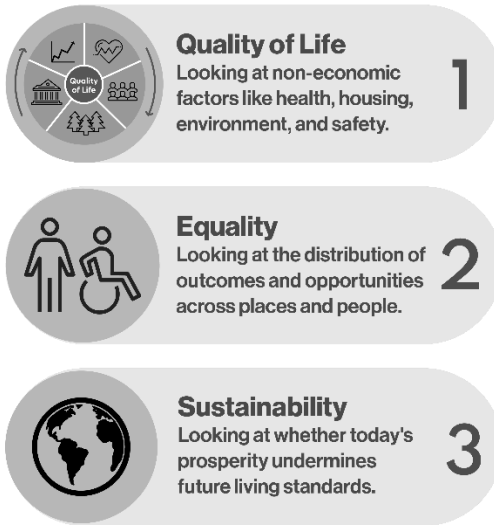 Quality
of Life
Quality of Life
Looking at non-economic
factors like health, housing,
environment, and safety.
1
Equality
Looking at the distribution of
outcomes and opportunities
across places and people.
2
Sustainability
Looking at whether today's
prosperity undermines
future living standards.
3